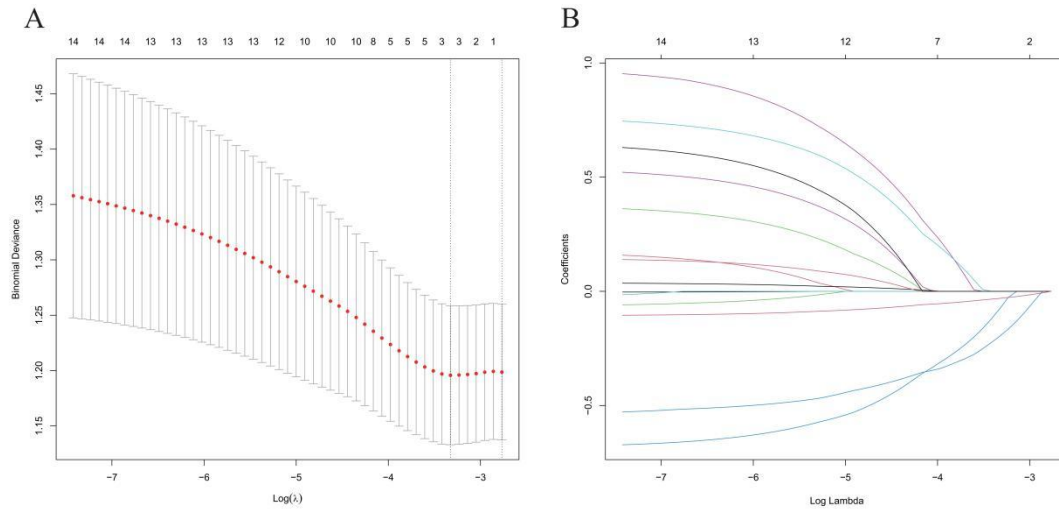 A
14 14 14 13 13 13 13 13 12 10 10 10 8 5 5 5 3 3 2 1
1.45
1.40
1.35
1.30
1.25
1.20
1.15
Binomial Deviance
−7 −6 −5 −4 −3
Log(λ)
B
14 13 12 7 2
1.0
0.5
0.0
−0.5
Coefficients
−7 −6 −5 −4 −3
Log Lambda